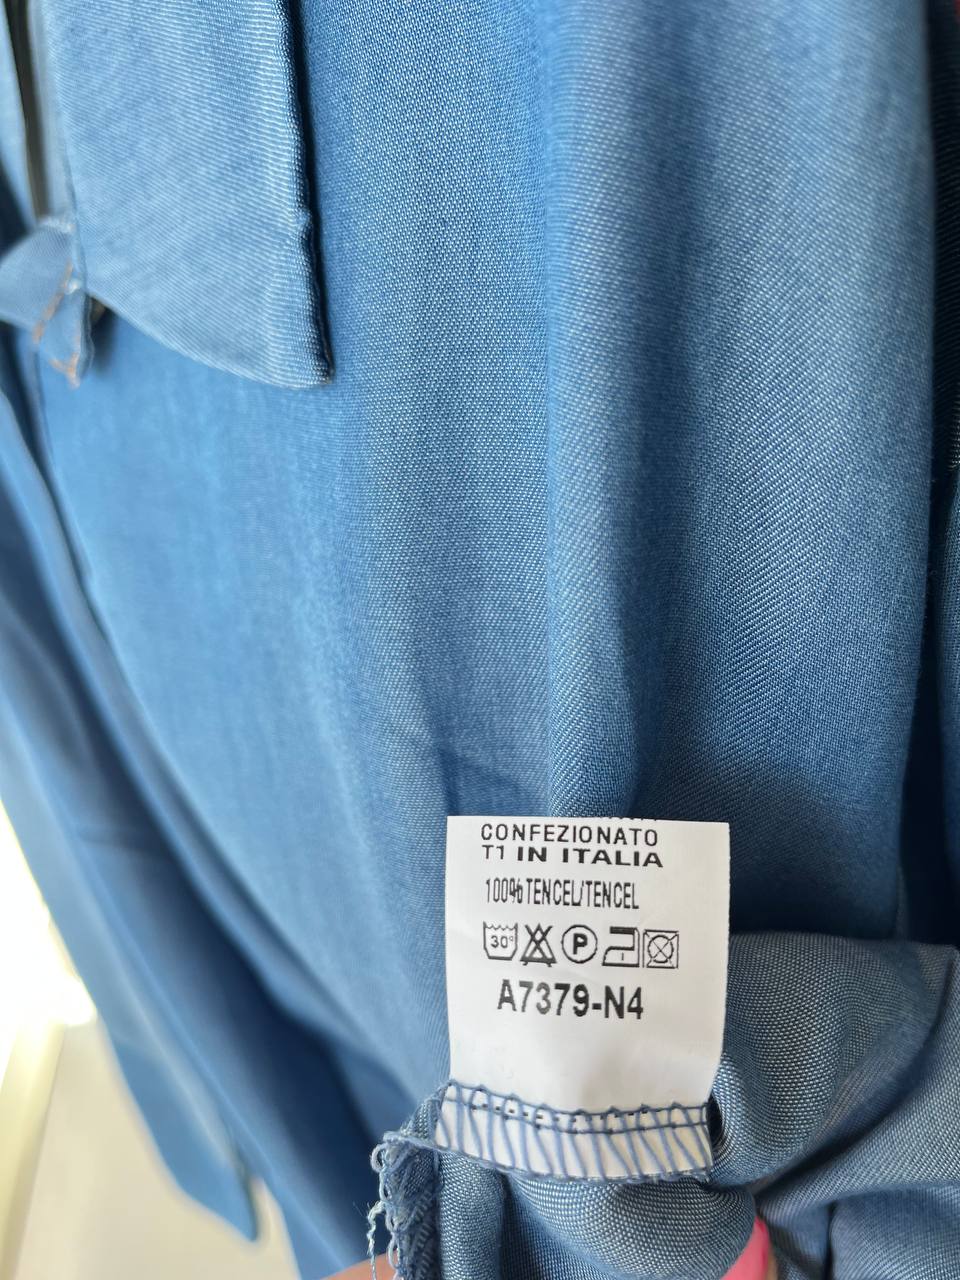 CONFEZIONATO
T1 IN ITALIA
100%TENCEL/TENCEL
30° P
A7379-N4